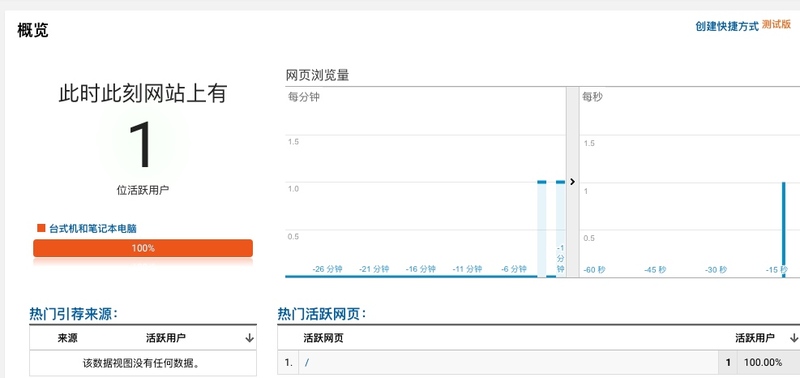 概览
创建快捷方式 测试版
此时此刻网站上有
1
位活跃用户
台式机和笔记本电脑
100%
网页浏览量
每分钟
1.5
1.0
0.5
-26 分钟
-21 分钟
-16 分钟
-11 分钟
-6 分钟
-1
分
钟
每秒
1.5
1
0.5
-60 秒
-45 秒
-30 秒
-15 秒
热门引荐来源：
来源 活跃用户
该数据视图没有任何数据。
热门活跃网页：
活跃网页 活跃用户
1. / 1 100.00%